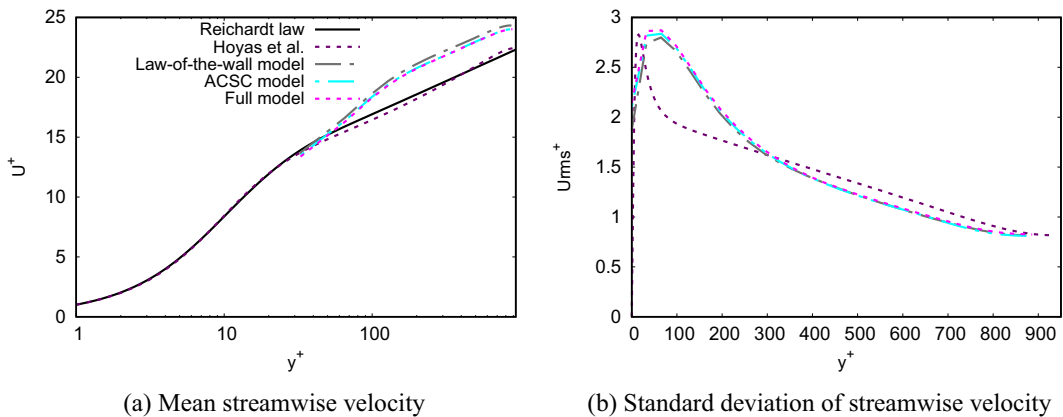 25
20
15
10
5
0
1
10
100
U+
y+
Reichardt law
Hoyas et al.
Law-of-the-wall model
ACSC model
Full model
(a) Mean streamwise velocity
3
2.5
2
1.5
1
0.5
0
0 100 200 300 400 500 600 700 800 900
Urms+
y+
(b) Standard deviation of streamwise velocity